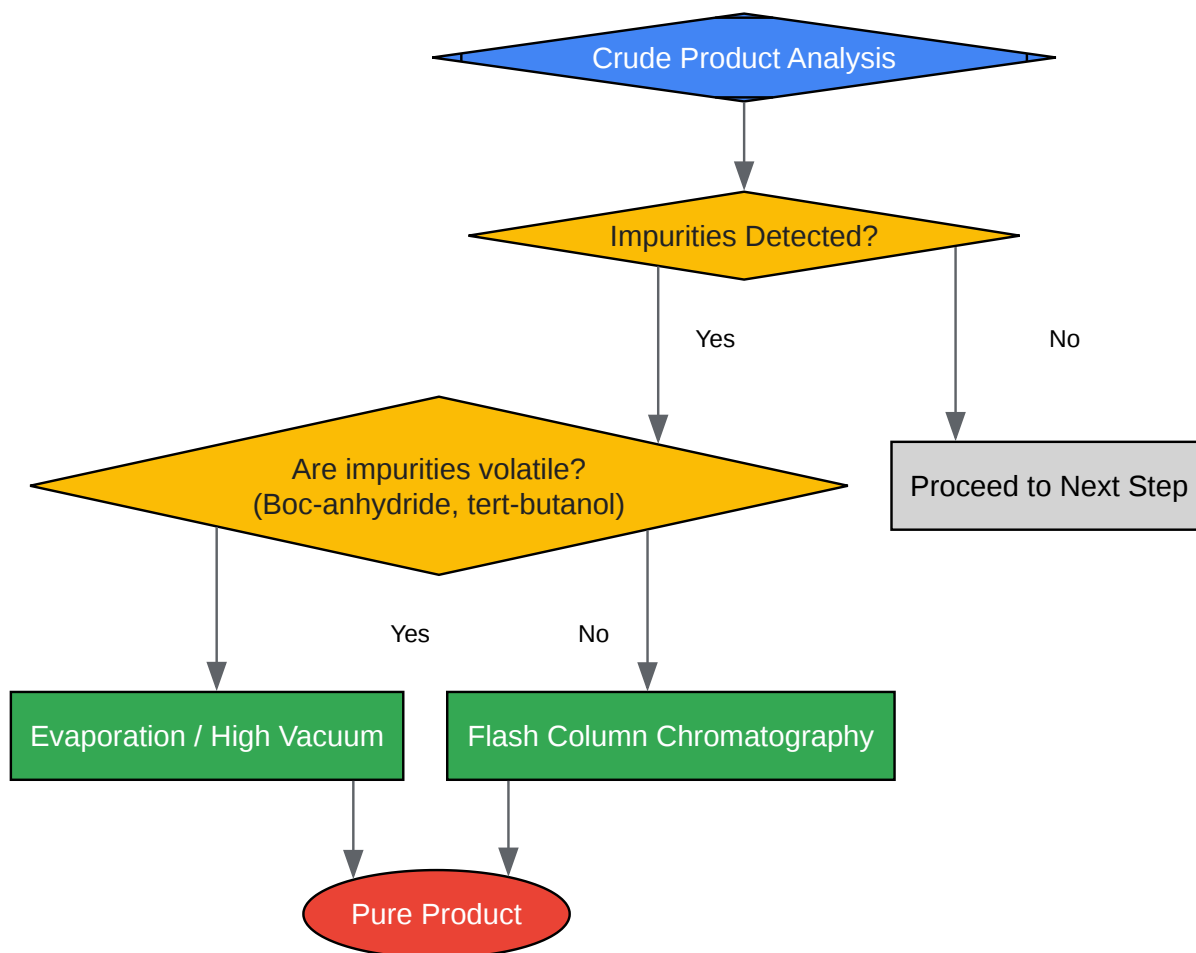 Crude Product Analysis
Impurities Detected?
Yes
No
Are impurities volatile?
(Boc-anhydride, tert-butanol)
Proceed to Next Step
Yes
No
Evaporation / High Vacuum
Flash Column Chromatography
Pure Product